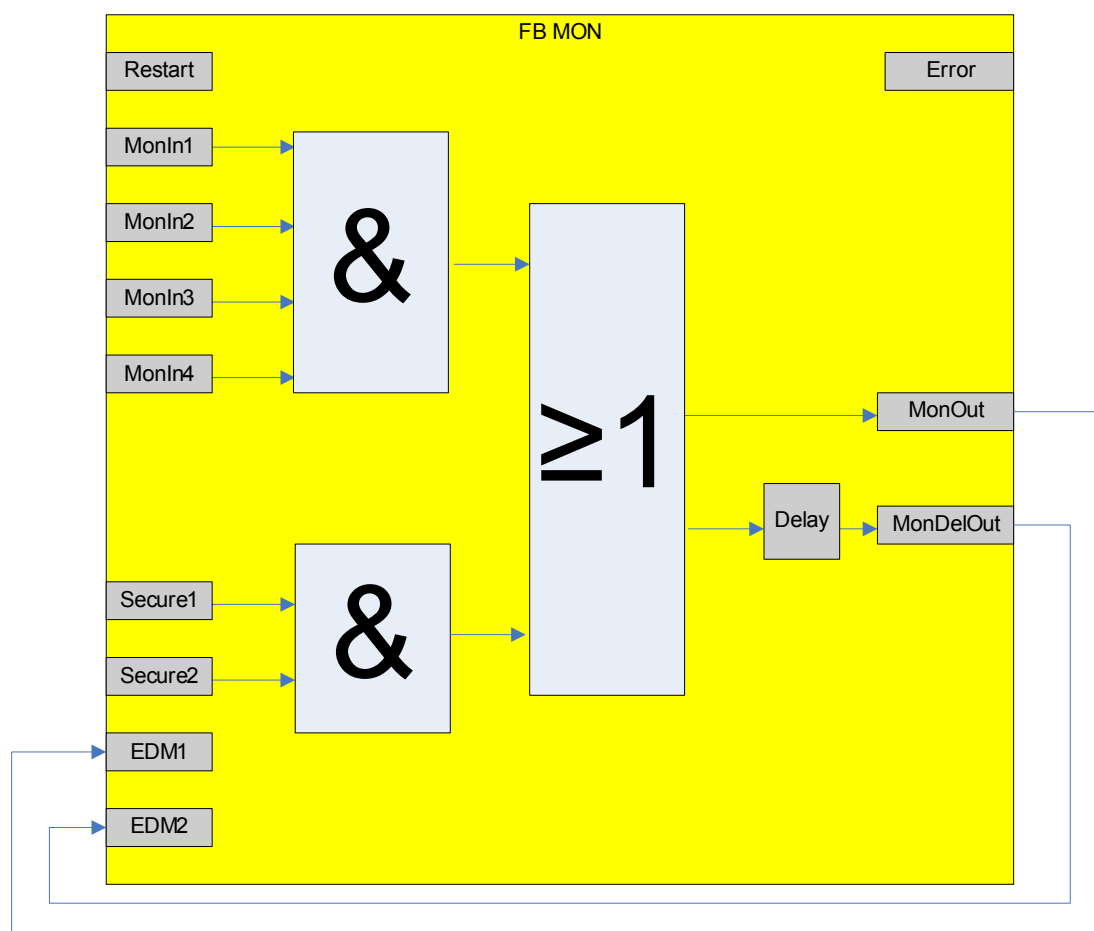 FB MON
Restart
Error
MonIn1
MonIn2
&
MonIn3
MonIn4
≥1
MonOut
Delay
MonDelOut
Secure1
&
Secure2
EDM1
EDM2